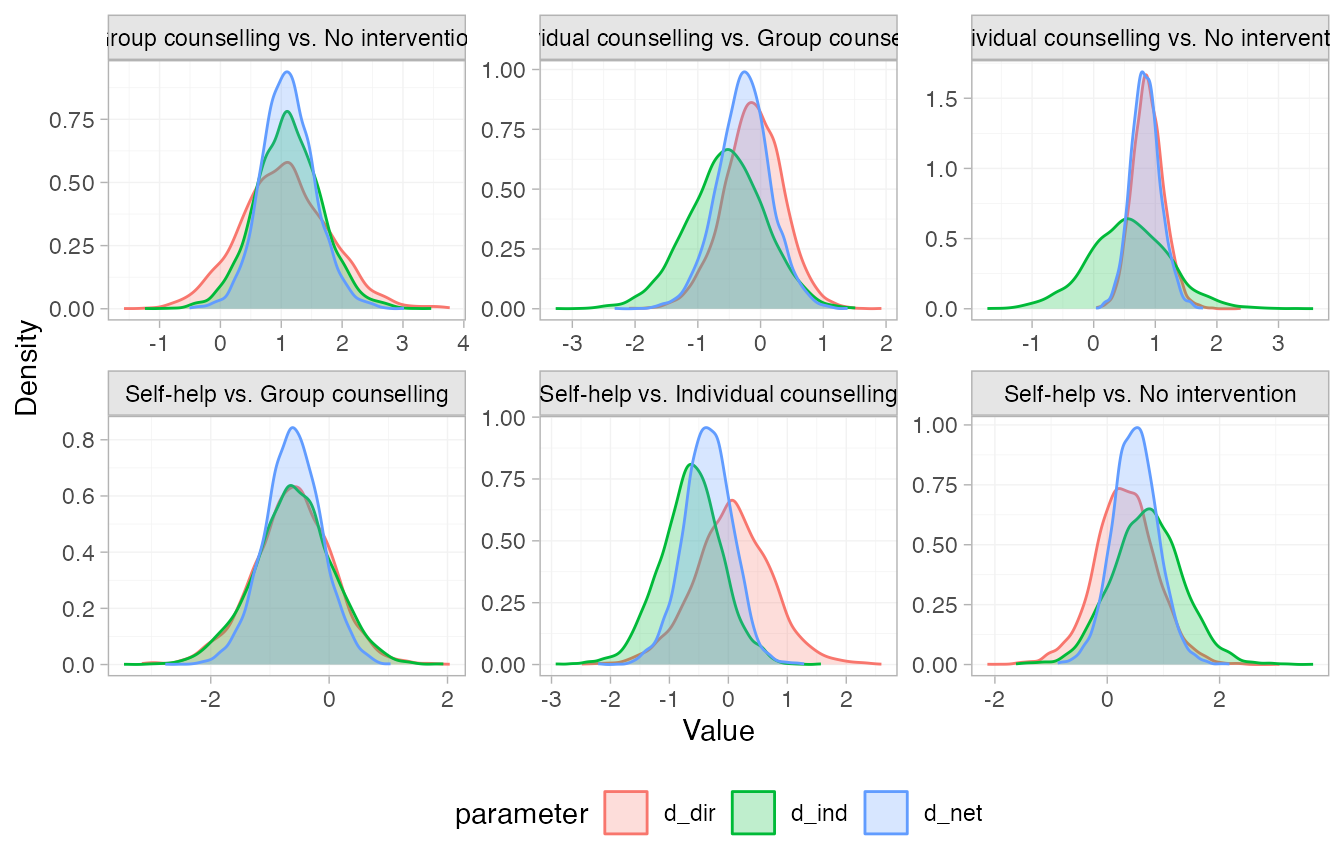 Group counselling vs. No interventio
vidual counselling vs. Group counse
ividual counselling vs. No intervent
0.75
0.50
0.25
0.00
-1 0 1 2 3 4
1.00
0.75
0.50
0.25
0.00
-3 -2 -1 0 1 2
1.5
1.0
0.5
0.0
-1 0 1 2 3
Density
Self-help vs. Group counselling
Self-help vs. Individual counselling
Self-help vs. No intervention
0.8
0.6
0.4
0.2
0.0
-2 0 2
1.00
0.75
0.50
0.25
0.00
-3 -2 -1 0 1 2
1.00
0.75
0.50
0.25
0.00
-2 0 2
Value
parameter d_dir d_ind d_net